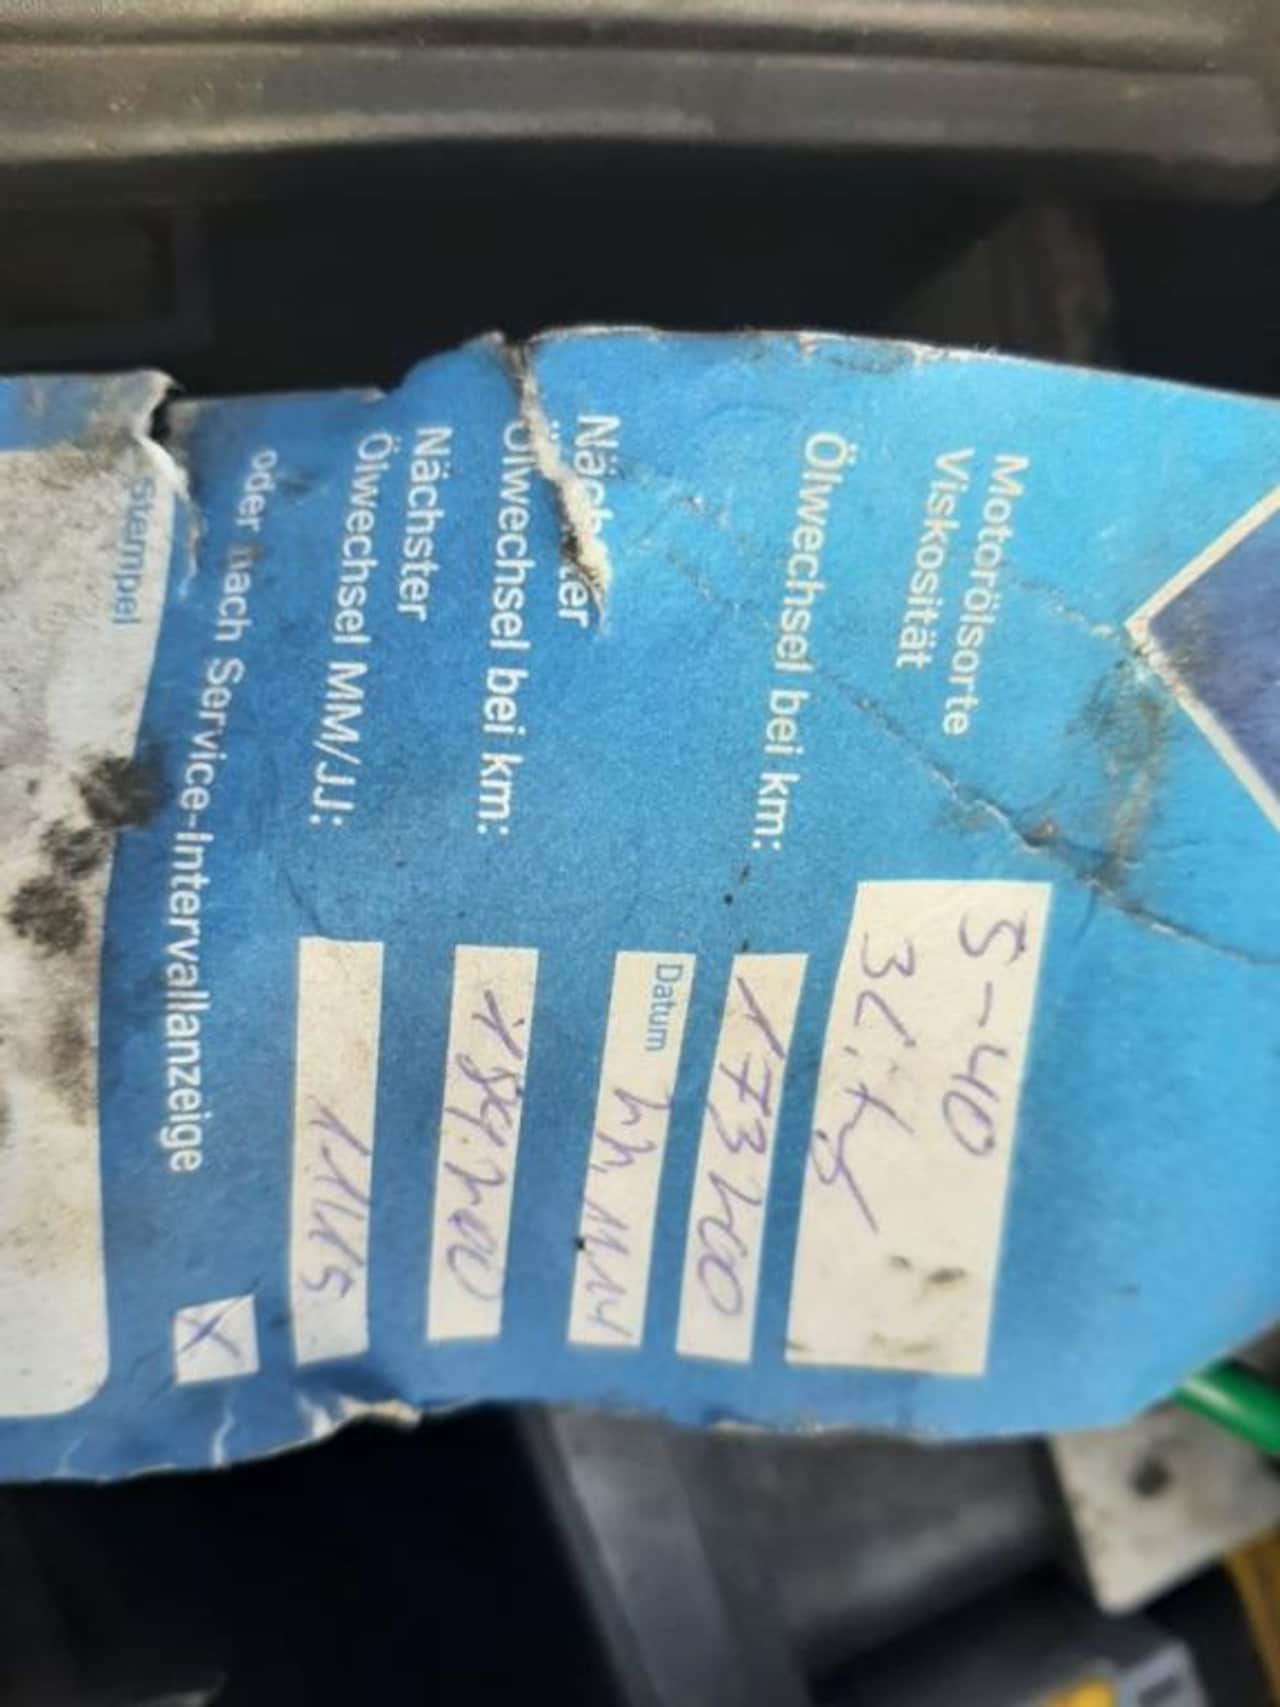 Motorölsorte
Viskosität
5-40
Ölwechsel bei km:
173400
Datum
Nächster
Ölwechsel bei km:
Nächster
Ölwechsel MM/JJ:
oder nach Service-Intervallanzeige
X
Stempel